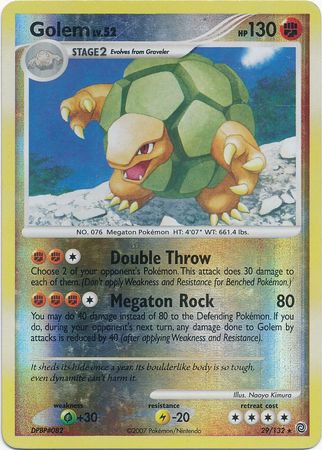 Golem LV.52
HP 130
STAGE2 Evolves from Graveler
NO. 076 Megaton Pokémon HT: 4'07" WT: 661.4 lbs.
Double Throw
Choose 2 of your opponent's Pokémon. This attack does 30 damage to
each of them. (Don't apply Weakness and Resistance for Benched Pokémon.)
Megaton Rock 80
You may do 40 damage instead of 80 to the Defending Pokémon. If you
do, during your opponent's next turn, any damage done to Golem by
attacks is reduced by 40 (after applying Weakness and Resistance).
It sheds its hide once a year. Its boulderlike body is so tough,
even dynamite can't harm it.
Illus. Naoyo Kimura
weakness resistance retreat cost
+30 -20
DPBP#082 ©2007 Pokémon/Nintendo 29/132 ★